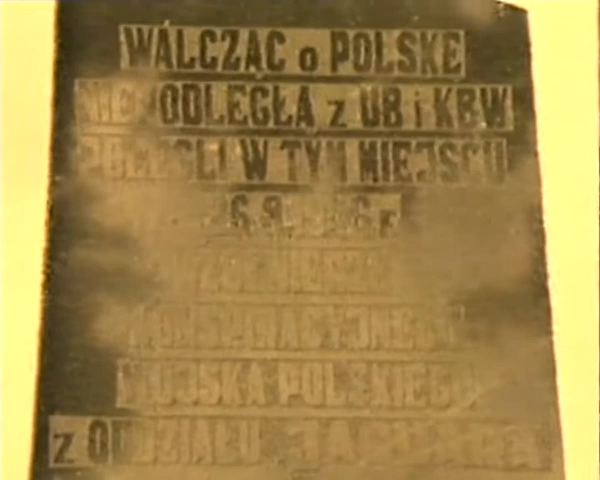 WALCZĄC o POLSKĘ
NIEPODLEGŁĄ z UB i KBW
POLEGLI W TYM MIEJSCU
ŻOŁNIERZE
KONSPIRACYJNEGO
WOJSKA POLSKIEGO
z ODDZIAŁU